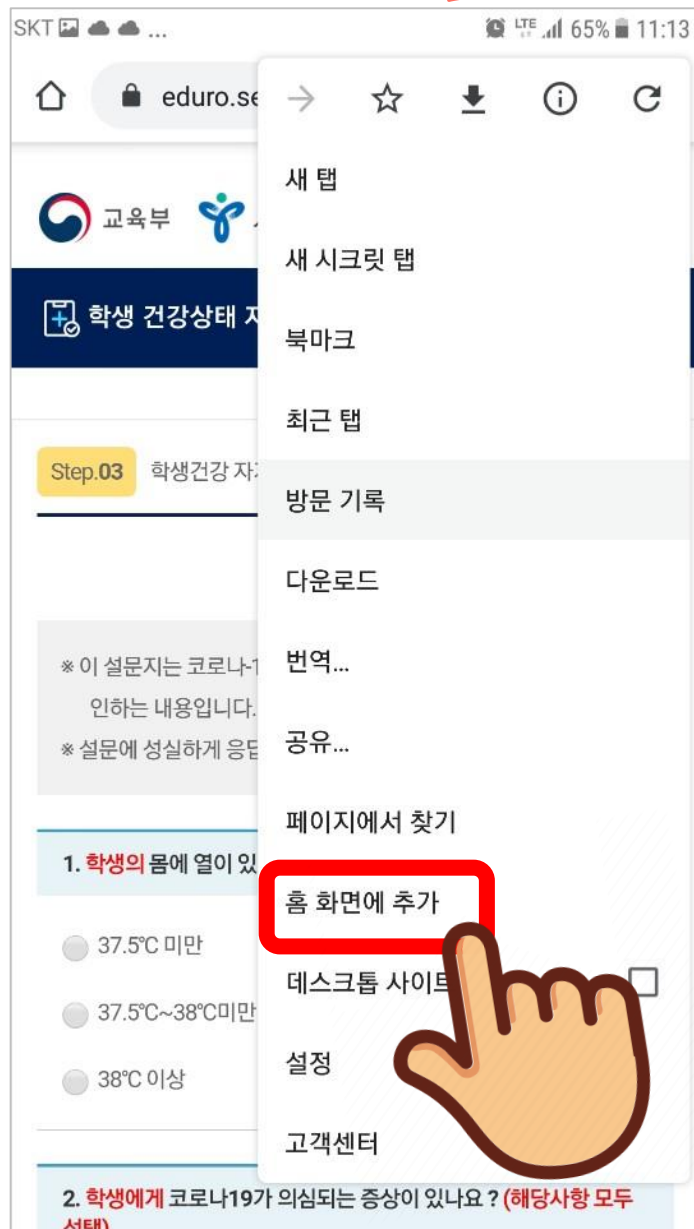 SKT ... LTE 65% 11:13
eduro.se
새 탭
교육부
새 시크릿 탭
학생 건강상태
북마크
최근 탭
Step.03 학생건강
방문 기록
다운로드
※ 이 설문지는 코로나-1
번역...
인하는 내용입니다.
※ 설문에 성실하게 응답
공유...
페이지에서 찾기
1. 학생의 몸에 열이 있
홈 화면에 추가
37.5℃ 미만
데스크톱 사이트
37.5℃~38℃미만
설정
38℃ 이상
고객센터
2. 학생에게 코로나19가 의심되는 증상이 있나요 ? (해당사항 모두
선택)